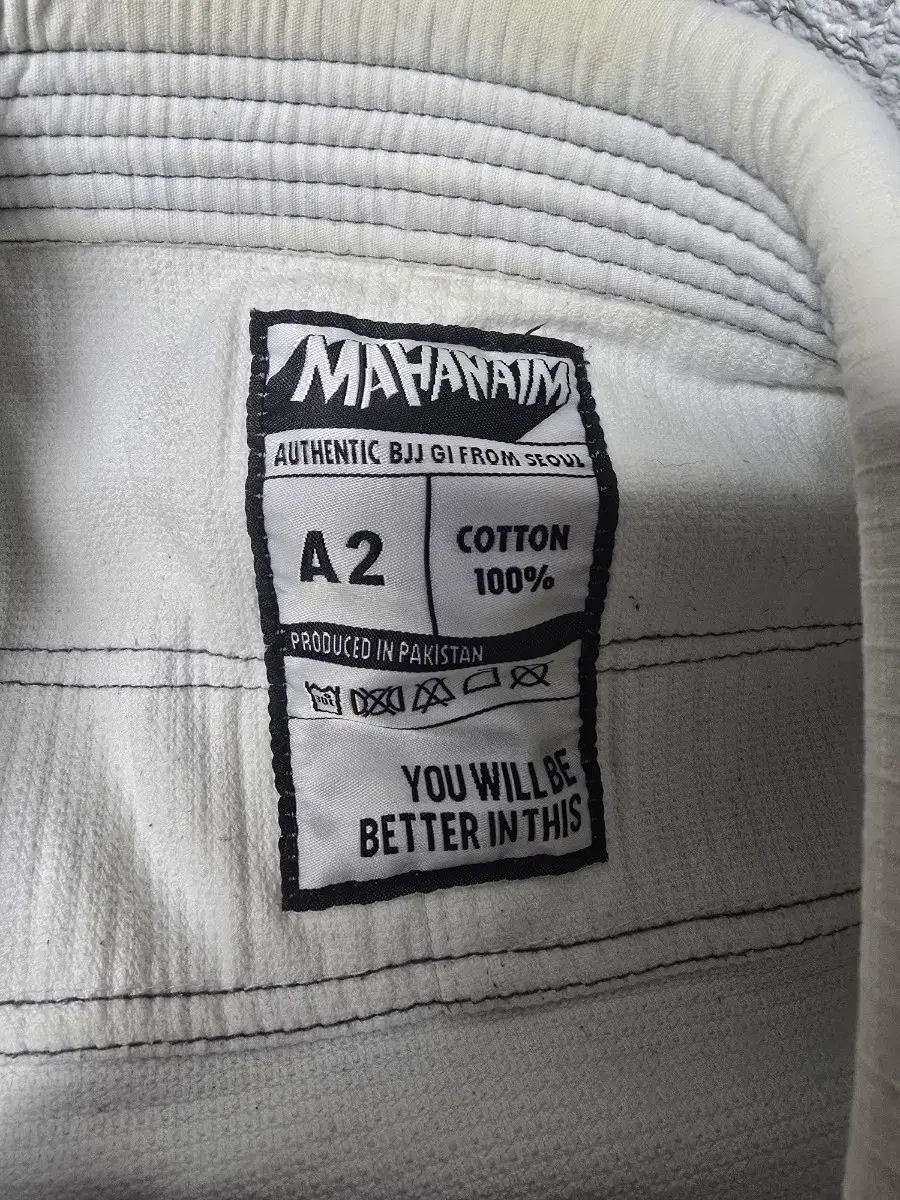 MAHANAIM
AUTHENTIC BJJ GI FROM SEOUL
A2
COTTON
100%
PRODUCED IN PAKISTAN
YOU WILL BE
BETTER IN THIS